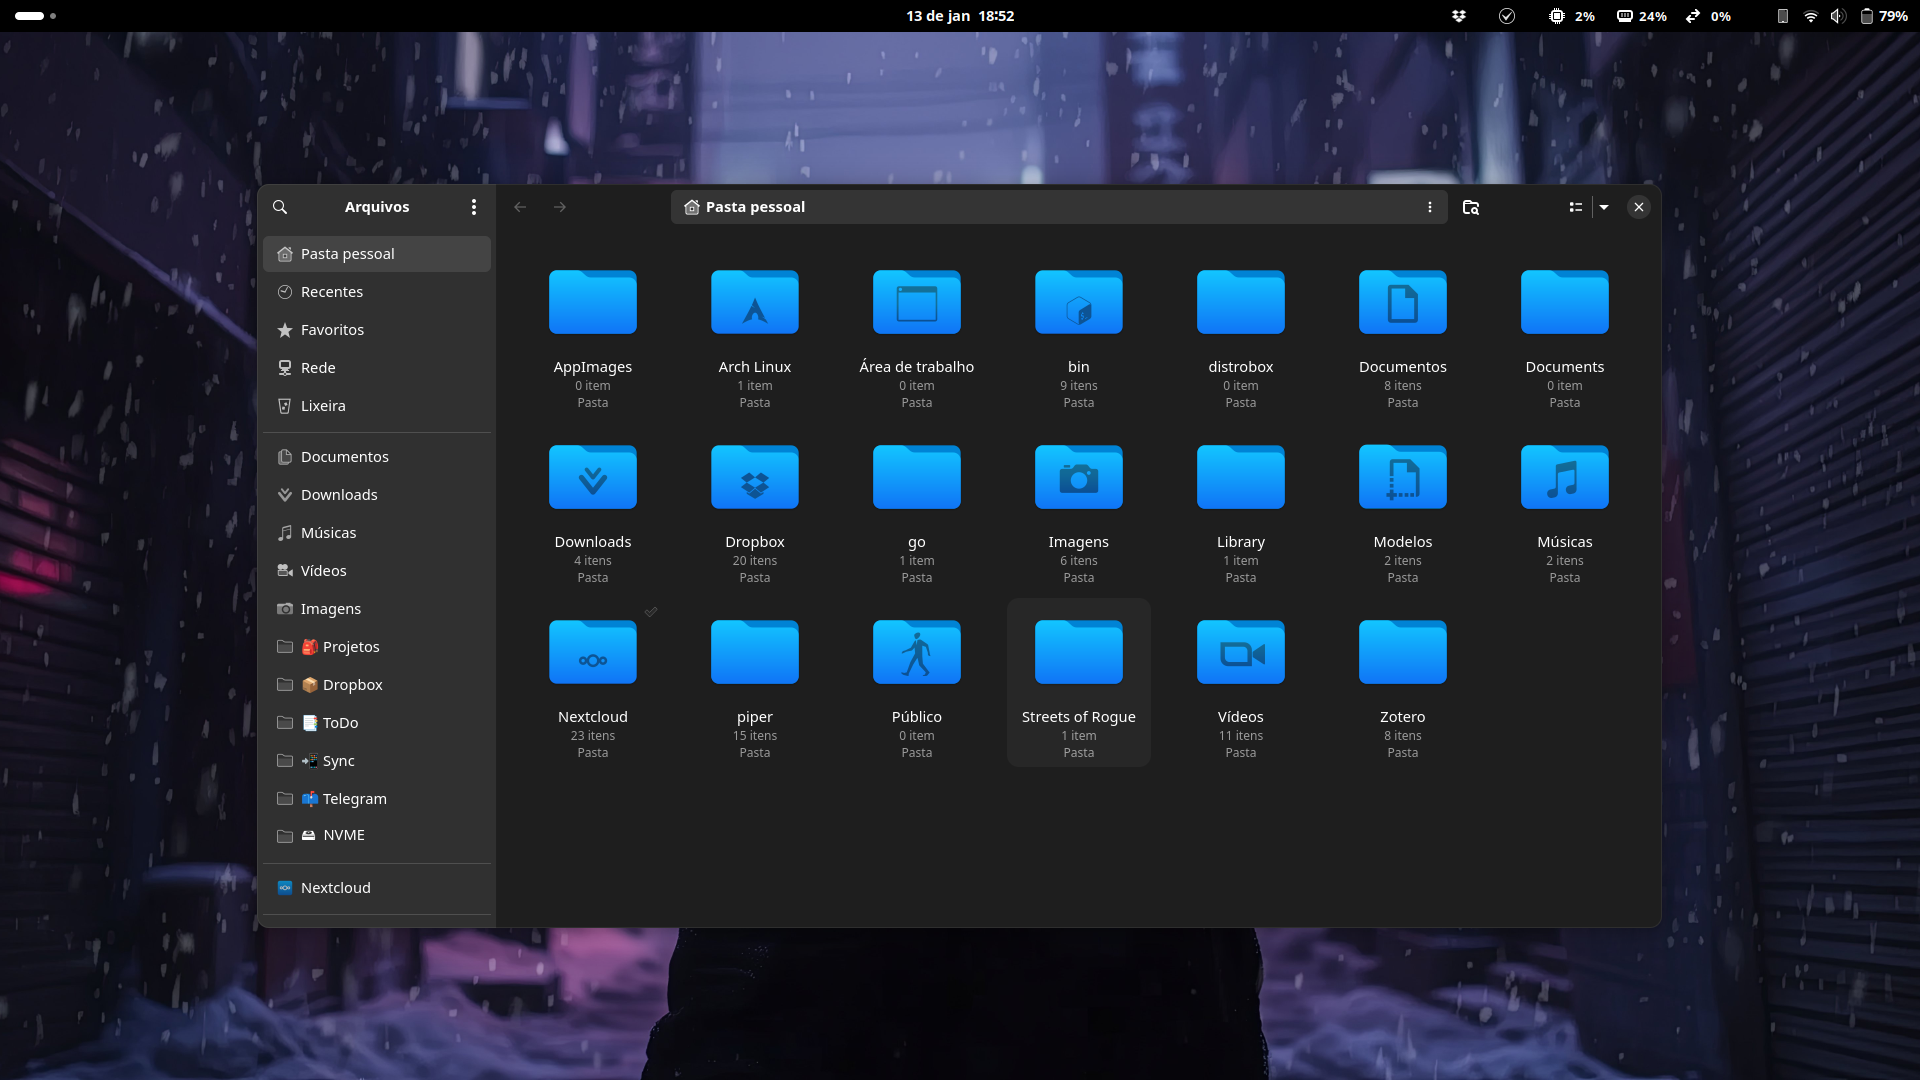 13 de jan 18:52
2% 24% 0% 79%
Arquivos
Pasta pessoal
Pasta pessoal
Recentes
Favoritos
Rede
Lixeira
Documentos
Downloads
Músicas
Vídeos
Imagens
Projetos
Dropbox
ToDo
Sync
Telegram
NVME
Nextcloud
AppImages
0 item
Pasta
Arch Linux
1 item
Pasta
Área de trabalho
0 item
Pasta
bin
9 itens
Pasta
distrobox
0 item
Pasta
Documentos
8 itens
Pasta
Documents
0 item
Pasta
Downloads
4 itens
Pasta
Dropbox
20 itens
Pasta
go
1 item
Pasta
Imagens
6 itens
Pasta
Library
1 item
Pasta
Modelos
2 itens
Pasta
Músicas
2 itens
Pasta
Nextcloud
23 itens
Pasta
piper
15 itens
Pasta
Público
0 item
Pasta
Streets of Rogue
1 item
Pasta
Vídeos
11 itens
Pasta
Zotero
8 itens
Pasta